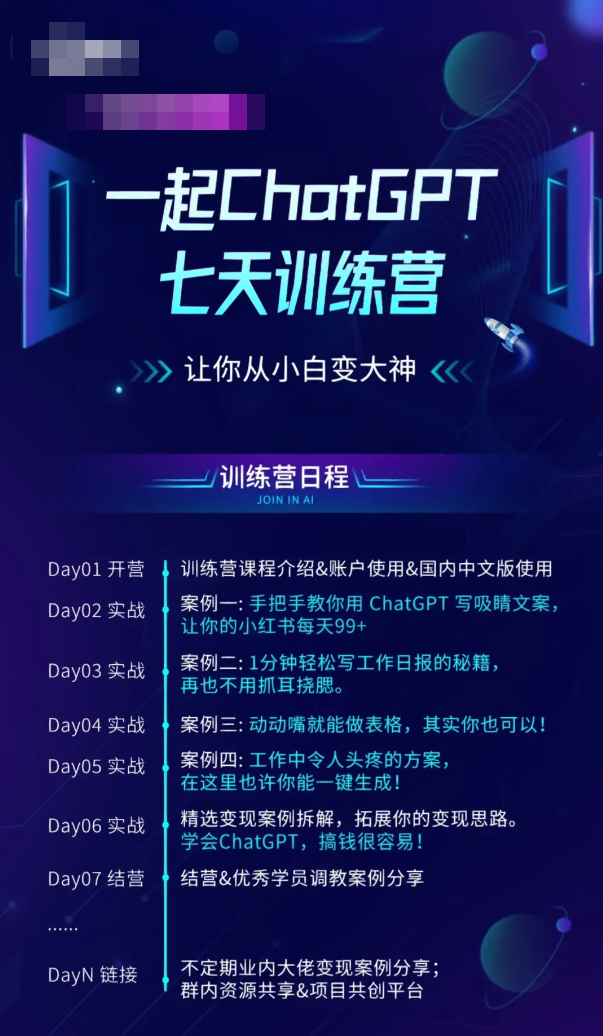 一起ChatGPT
七天训练营
让你从小白变大神
训练营日程
JOIN IN AI
Day01 开营
训练营课程介绍&账户使用&国内中文版使用
Day02 实战
案例一: 手把手教你用 ChatGPT 写吸睛文案，
让你的小红书每天99+
Day03 实战
案例二: 1分钟轻松写工作日报的秘籍，
再也不用抓耳挠腮。
Day04 实战
案例三: 动动嘴就能做表格，其实你也可以！
Day05 实战
案例四: 工作中令人头疼的方案，
在这里也许你能一键生成！
Day06 实战
精选变现案例拆解，拓展你的变现思路。
学会ChatGPT，搞钱很容易！
Day07 结营
结营&优秀学员调教案例分享
......
DayN 链接
不定期业内大佬变现案例分享；
群内资源共享&项目共创平台